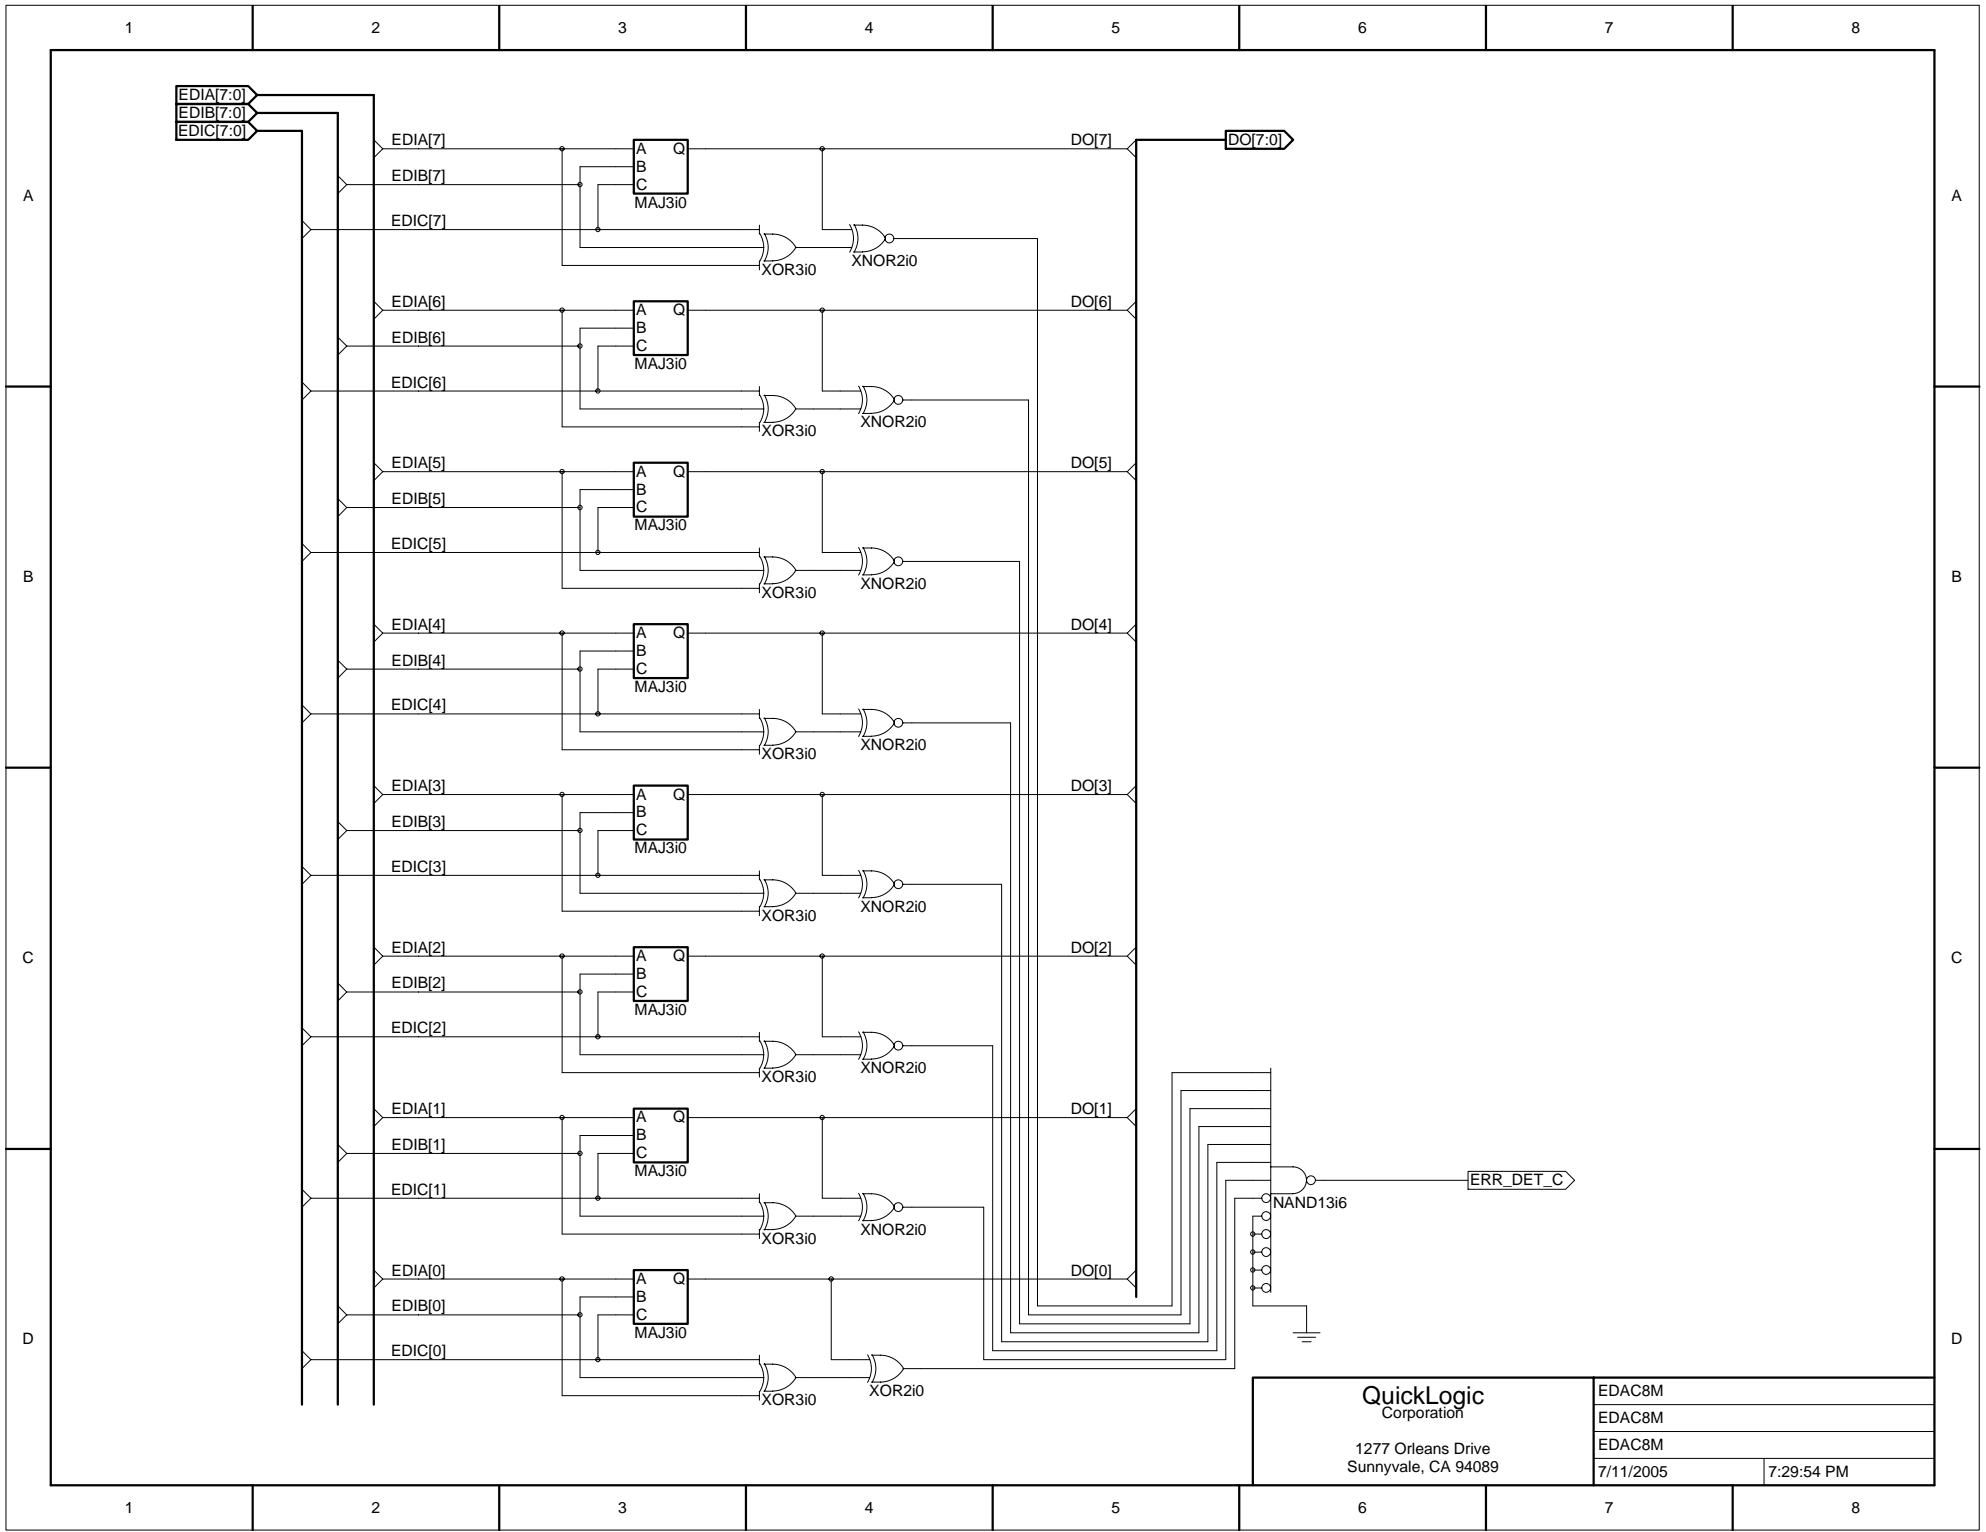 1 2 3 4 5 6 7 8
EDIA[7:0]
EDIB[7:0]
EDIC[7:0]
DO[7:0]
EDIA[7] A Q DO[7]
B
EDIB[7] C
MAJ3i0
A A
EDIC[7]
XOR3i0 XNOR2i0
EDIA[6] A Q DO[6]
B
EDIB[6] C
MAJ3i0
EDIC[6]
XOR3i0 XNOR2i0
EDIA[5] A Q DO[5]
B
EDIB[5] C
MAJ3i0
EDIC[5]
B B
XOR3i0 XNOR2i0
EDIA[4] A Q DO[4]
B
EDIB[4] C
MAJ3i0
EDIC[4]
XOR3i0 XNOR2i0
EDIA[3] A Q DO[3]
B
EDIB[3] C
MAJ3i0
EDIC[3]
XOR3i0 XNOR2i0
EDIA[2] A Q DO[2]
C C
B
EDIB[2] C
MAJ3i0
EDIC[2]
XOR3i0 XNOR2i0
EDIA[1] A Q DO[1]
B
EDIB[1] C
MAJ3i0
ERR_DET_C
EDIC[1]
NAND13i6
XOR3i0 XNOR2i0
EDIA[0] A Q DO[0]
B
EDIB[0] C
MAJ3i0
D D
EDIC[0]
XOR3i0 XOR2i0
QuickLogic
Corporation
1277 Orleans Drive
Sunnyvale, CA 94089
EDAC8M
EDAC8M
EDAC8M
7/11/2005 7:29:54 PM
1 2 3 4 5 6 7 8